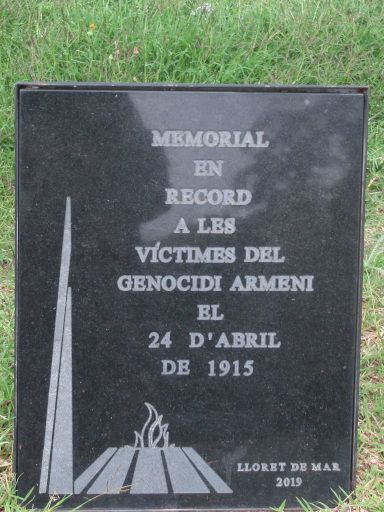 MEMORIAL
EN
RECORD
A LES
VÍCTIMES DEL
GENOCIDI ARMENI
EL
24 D'ABRIL
DE 1915
LLORET DE MAR
2019